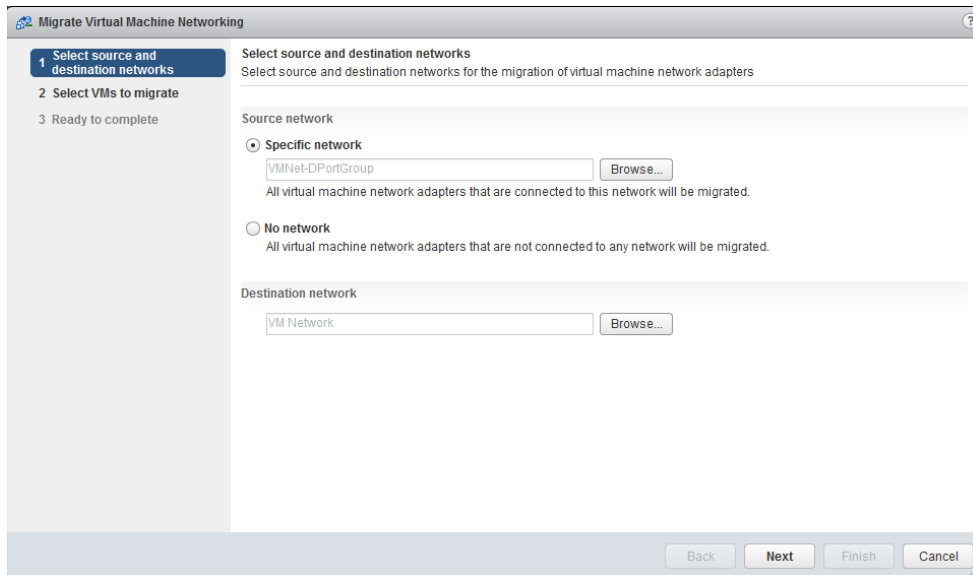 Migrate Virtual Machine Networking
?
1 Select source and
destination networks
2 Select VMs to migrate
3 Ready to complete
Select source and destination networks
Select source and destination networks for the migration of virtual machine network adapters
Source network
Specific network
VMNet-DPortGroup
Browse...
All virtual machine network adapters that are connected to this network will be migrated.
No network
All virtual machine network adapters that are not connected to any network will be migrated.
Destination network
VM Network
Browse...
Back
Next
Finish
Cancel